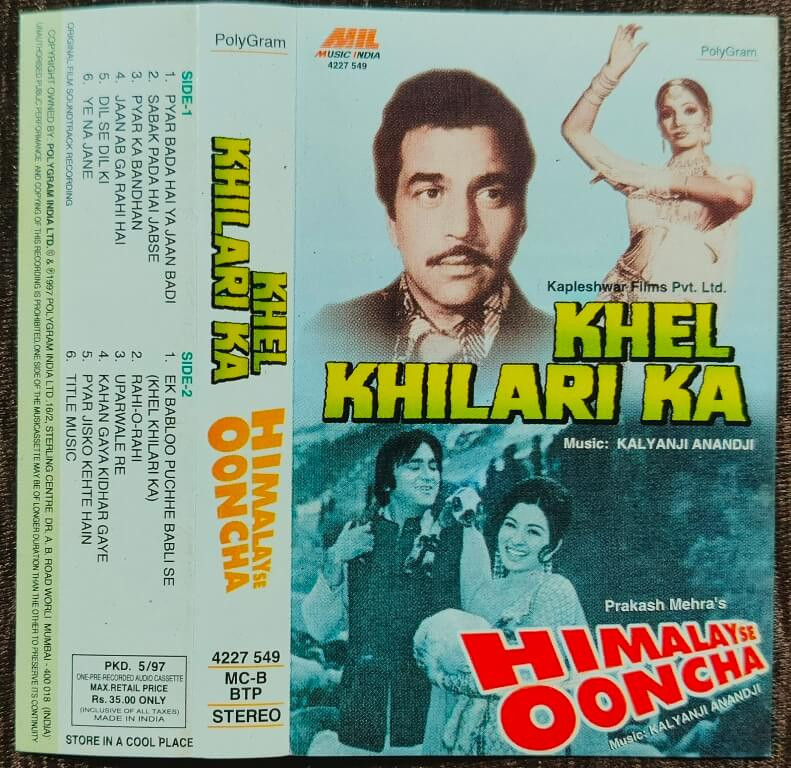 COPYRIGHT OWNED BY: POLYGRAM INDIA LTD. © & ℗1997 POLYGRAM INDIA LTD. 16/2, STERLING CENTRE DR. A. B. ROAD WORLI MUMBAI - 400 018 (INDIA)
UNAUTHORISED PUBLIC PERFORMANCE AND COPYING OF THIS RECORDING IS PROHIBITED, ONE SIDE OF THE MUSICASSETTE MAY BE OF LONGER DURATION THAN THE OTHER TO PRESERVE ITS CONTINUITY
ORIGINAL FILM SOUNDTRACK RECORDING
SIDE-1
1. PYAR BADA HAI YA JAAN BADI
2. SABAK PADA HAI JABSE
3. PYAR KA BANDHAN
4. JAAN AB GA RAHI HAI
5. DIL SE DIL KI
6. YE NA JANE
SIDE-2
1. EK BABLOO PUCHHE BABLI SE
(KHEL KHILARI KA)
2. RAHI-O-RAHI
3. UPARWALE RE
4. KAHAN GAYA KIDHAR GAYE
5. PYAR JISKO KEHTE HAIN
6. TITLE MUSIC
PKD. 5/97
ONE-PRE-RECORDED AUDIO CASSETTE
MAX.RETAIL PRICE
Rs. 35.00 ONLY
(INCLUSIVE OF ALL TAXES)
MADE IN INDIA
STORE IN A COOL PLACE
PolyGram
KHEL
KHILARI KA
HIMALAY SE
OONCHA
4227 549
MC-B
BTP
STEREO
MIL
MUSIC INDIA
4227 549
PolyGram
Kapleshwar Films Pvt. Ltd.
KHEL
KHILARI KA
Music: KALYANJI ANANDJI
Prakash Mehra's
HIMALAY SE
OONCHA
Music: KALYANJI ANANDJI